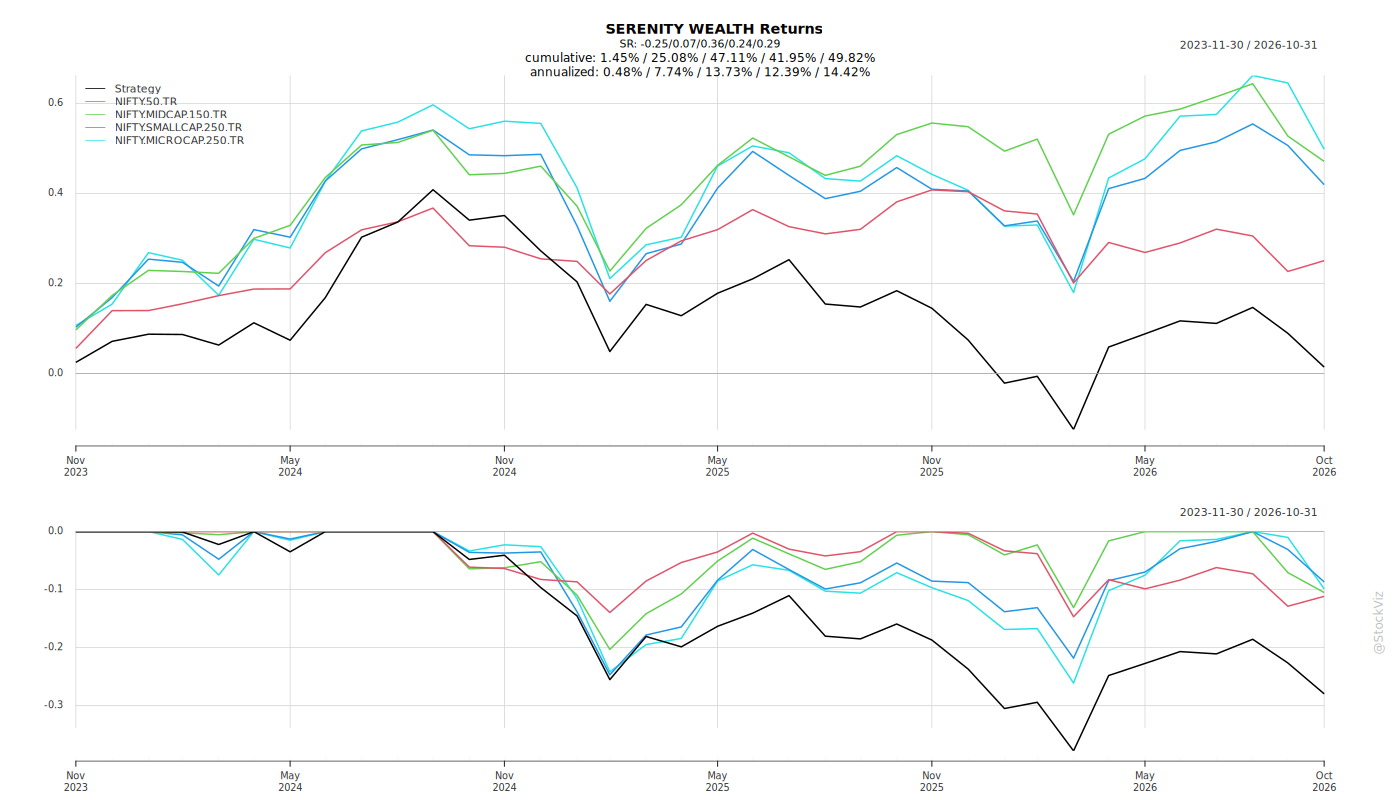 SERENITY WEALTH Returns
SR: -0.25/0.07/0.36/0.24/0.29
cumulative: 1.45% / 25.08% / 47.11% / 41.95% / 49.82%
annualized: 0.48% / 7.74% / 13.73% / 12.39% / 14.42%
2023-11-30 / 2026-10-31
Strategy
NIFTY.50.TR
NIFTY.MIDCAP.150.TR
NIFTY.SMALLCAP.250.TR
NIFTY.MICROCAP.250.TR
0.6
0.4
0.2
0.0
Nov May Nov May Nov May Oct
2023 2024 2024 2025 2025 2026 2026
2023-11-30 / 2026-10-31
0.0
-0.1
-0.2
-0.3
Nov May Nov May Nov May Oct
2023 2024 2024 2025 2025 2026 2026
@StockViz